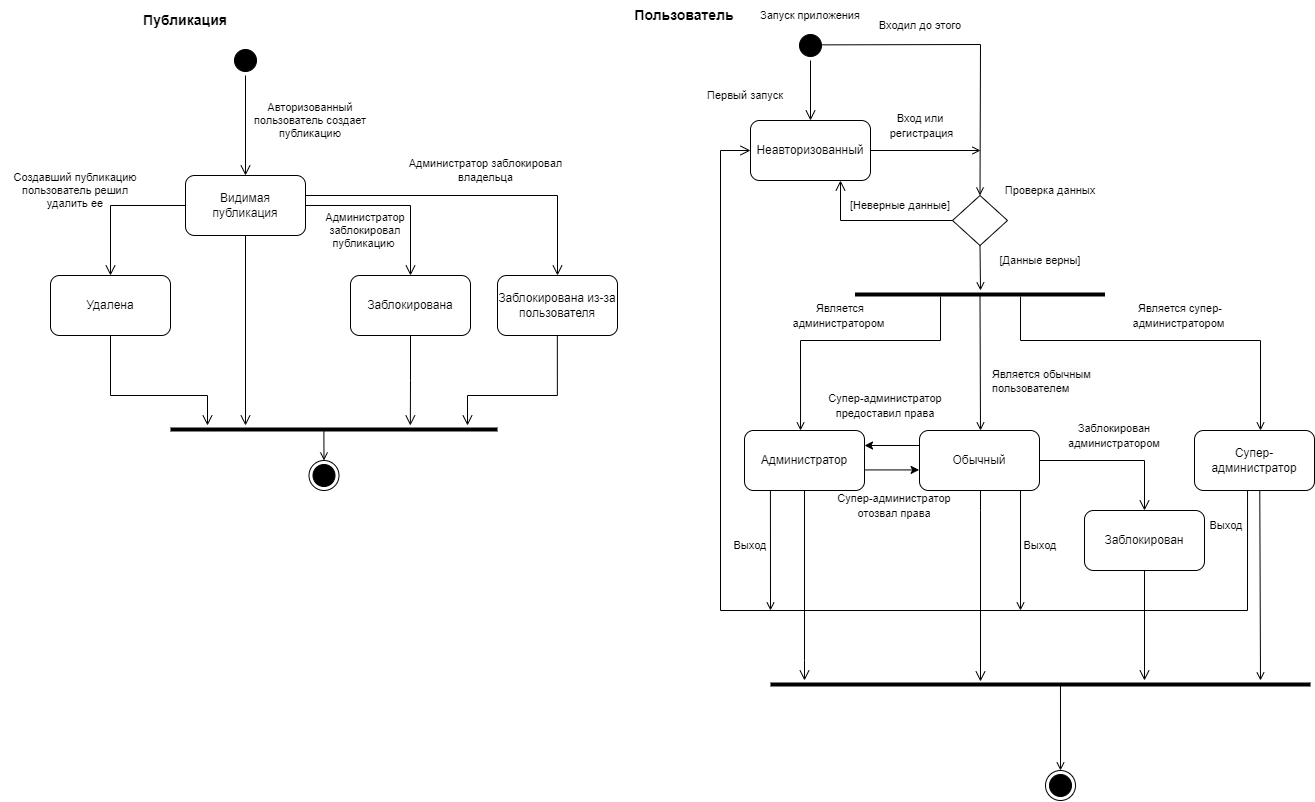 Публикация
Авторизованный
пользователь создает
публикацию
Создавший публикацию
пользователь решил
удалить ее
Видимая
публикация
Администратор заблокировал
владельца
Администратор
заблокировал
публикацию
Удалена
Заблокирована
Заблокирована из-за
пользователя
Пользователь
Запуск приложения
Входил до этого
Первый запуск
Неавторизованный
Вход или
регистрация
Проверка данных
[Неверные данные]
[Данные верны]
Является
администратором
Является супер-
администратором
Является обычным
пользователем
Супер-администратор
предоставил права
Заблокирован
администратором
Администратор
Обычный
Супер-
администратор
Супер-администратор
отозвал права
Заблокирован
Выход
Выход
Выход